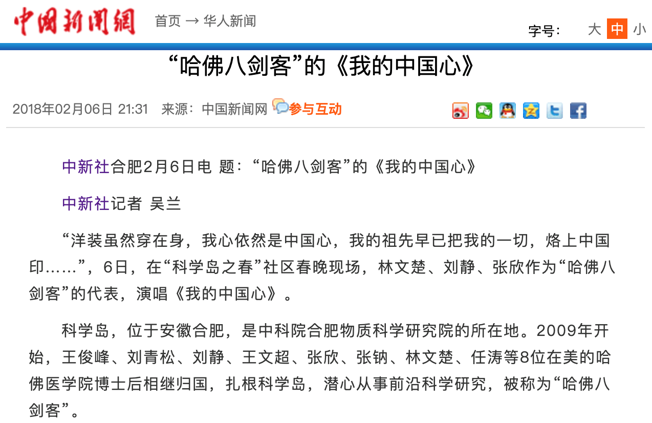 中國新聞網
首页 → 华人新闻
字号： 大 中 小
“哈佛八剑客”的《我的中国心》
2018年02月06日 21:31 来源：中国新闻网 参与互动
中新社合肥2月6日电 题：“哈佛八剑客”的《我的中国心》
中新社记者 吴兰
“洋装虽然穿在身，我心依然是中国心，我的祖先早已把我的一切，烙上中国
印……”，6日，在“科学岛之春”社区春晚现场，林文楚、刘静、张欣作为“哈佛八
剑客”的代表，演唱《我的中国心》。
科学岛，位于安徽合肥，是中科院合肥物质科学研究院的所在地。2009年开
始，王俊峰、刘青松、刘静、王文超、张欣、张钠、林文楚、任涛等8位在美的哈
佛医学院博士后相继归国，扎根科学岛，潜心从事前沿科学研究，被称为“哈佛八
剑客”。